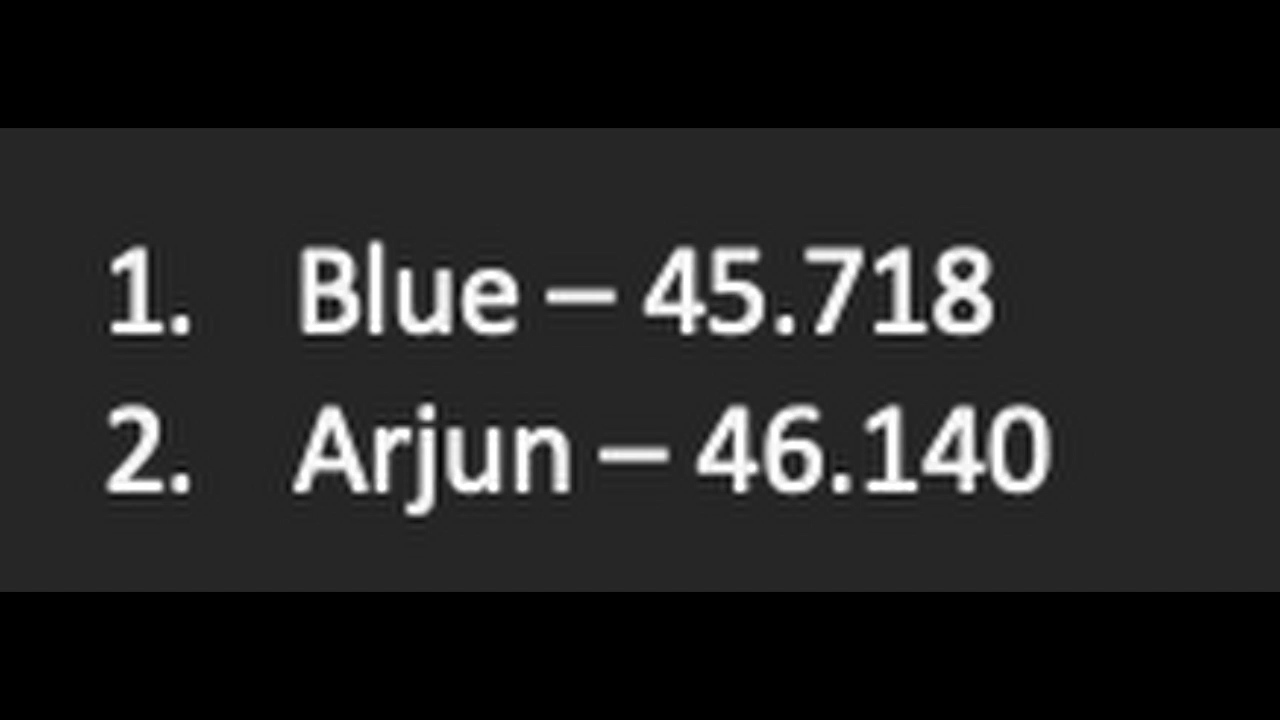 1. Blue – 45.718
2. Arjun – 46.140